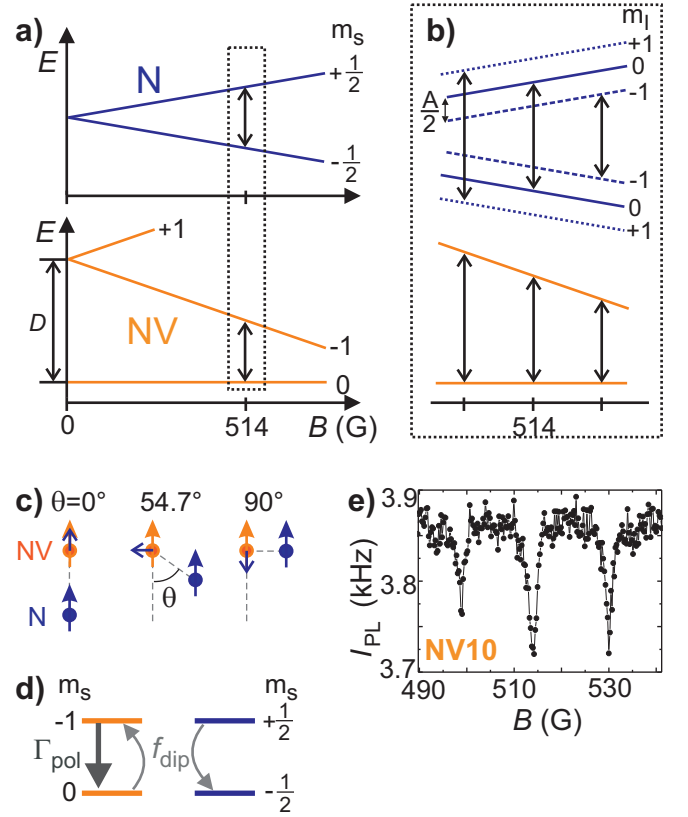 a)
E
N
m_s
+1/2
-1/2
E
+1
D
NV
-1
0
0
514
B (G)
b)
m_I
+1
0
-1
A/2
-1
0
+1
514
c) θ=0° 54.7° 90°
NV
θ
N
d) m_s m_s
-1 +1/2
Γ_pol f_dip
0 -1/2
e)
3.9
3.8
3.7
I_PL (kHz)
NV10
490 510 530
B (G)